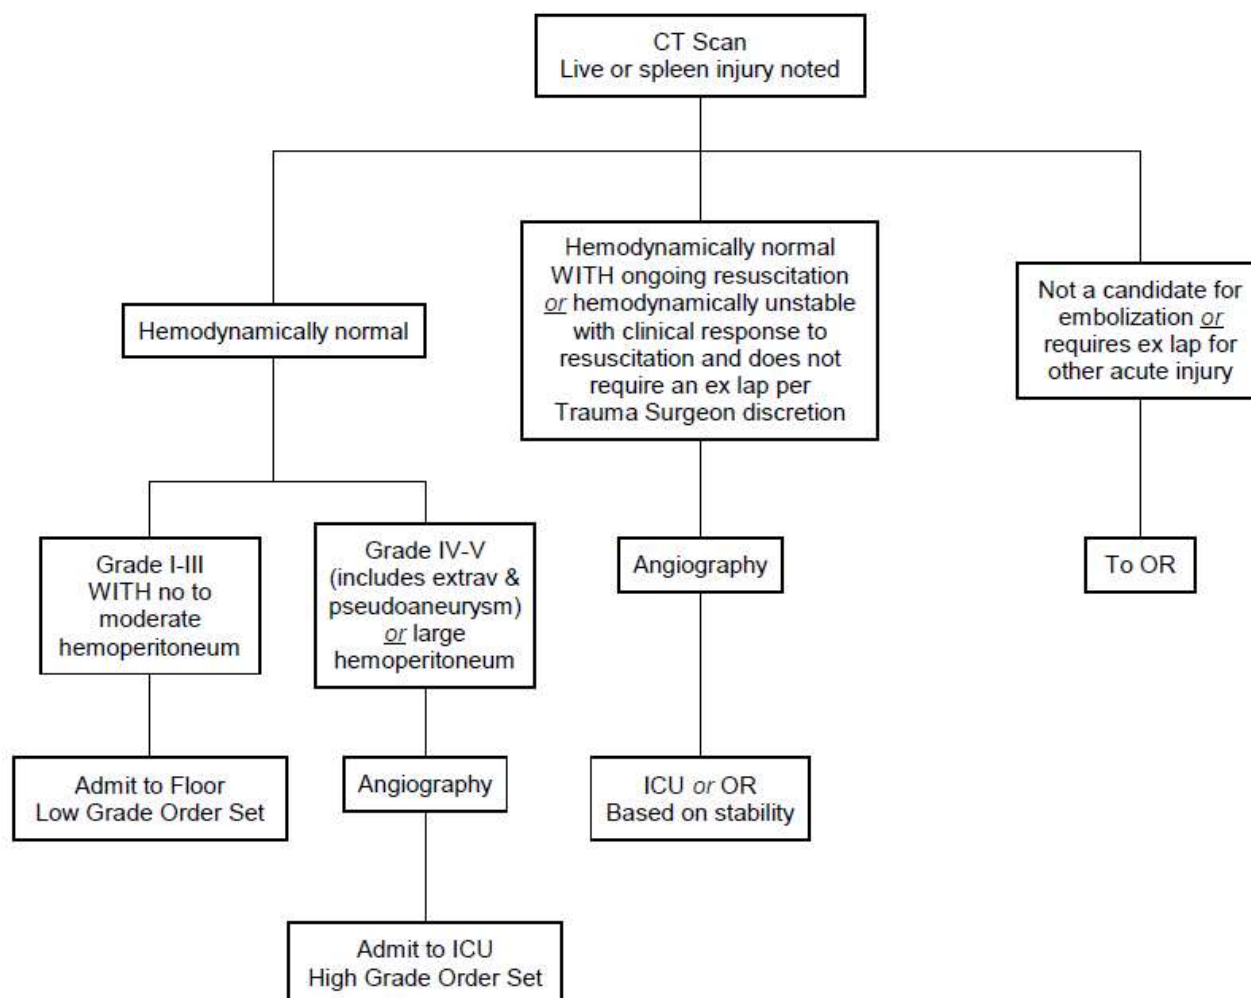 CT Scan
Live or spleen injury noted
Hemodynamically normal
Hemodynamically normal
WITH ongoing resuscitation
or hemodynamically unstable
with clinical response to
resuscitation and does not
require an ex lap per
Trauma Surgeon discretion
Not a candidate for
embolization or
requires ex lap for
other acute injury
Grade I-III
WITH no to
moderate
hemoperitoneum
Grade IV-V
(includes extrav &
pseudoaneurysm)
or large
hemoperitoneum
Angiography
To OR
Admit to Floor
Low Grade Order Set
Angiography
ICU or OR
Based on stability
Admit to ICU
High Grade Order Set